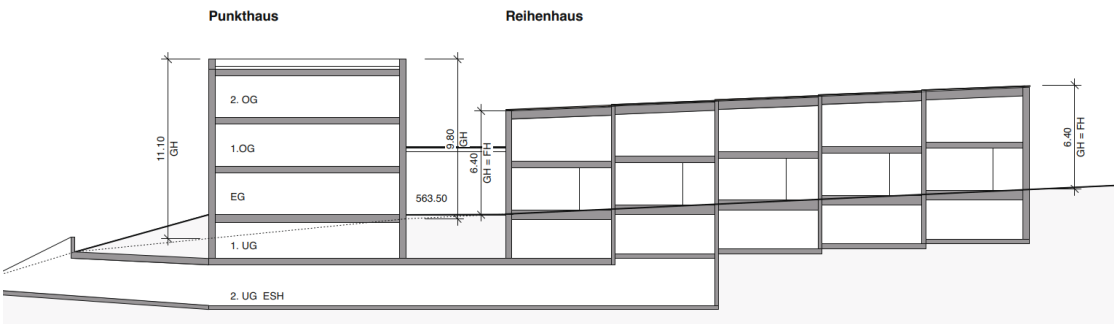 Punkthaus
Reihenhaus
2. OG
1.OG
EG
1. UG
2. UG ESH
11.10
GH
9.80
GH
563.50
6.40
GH = FH
6.40
GH = FH